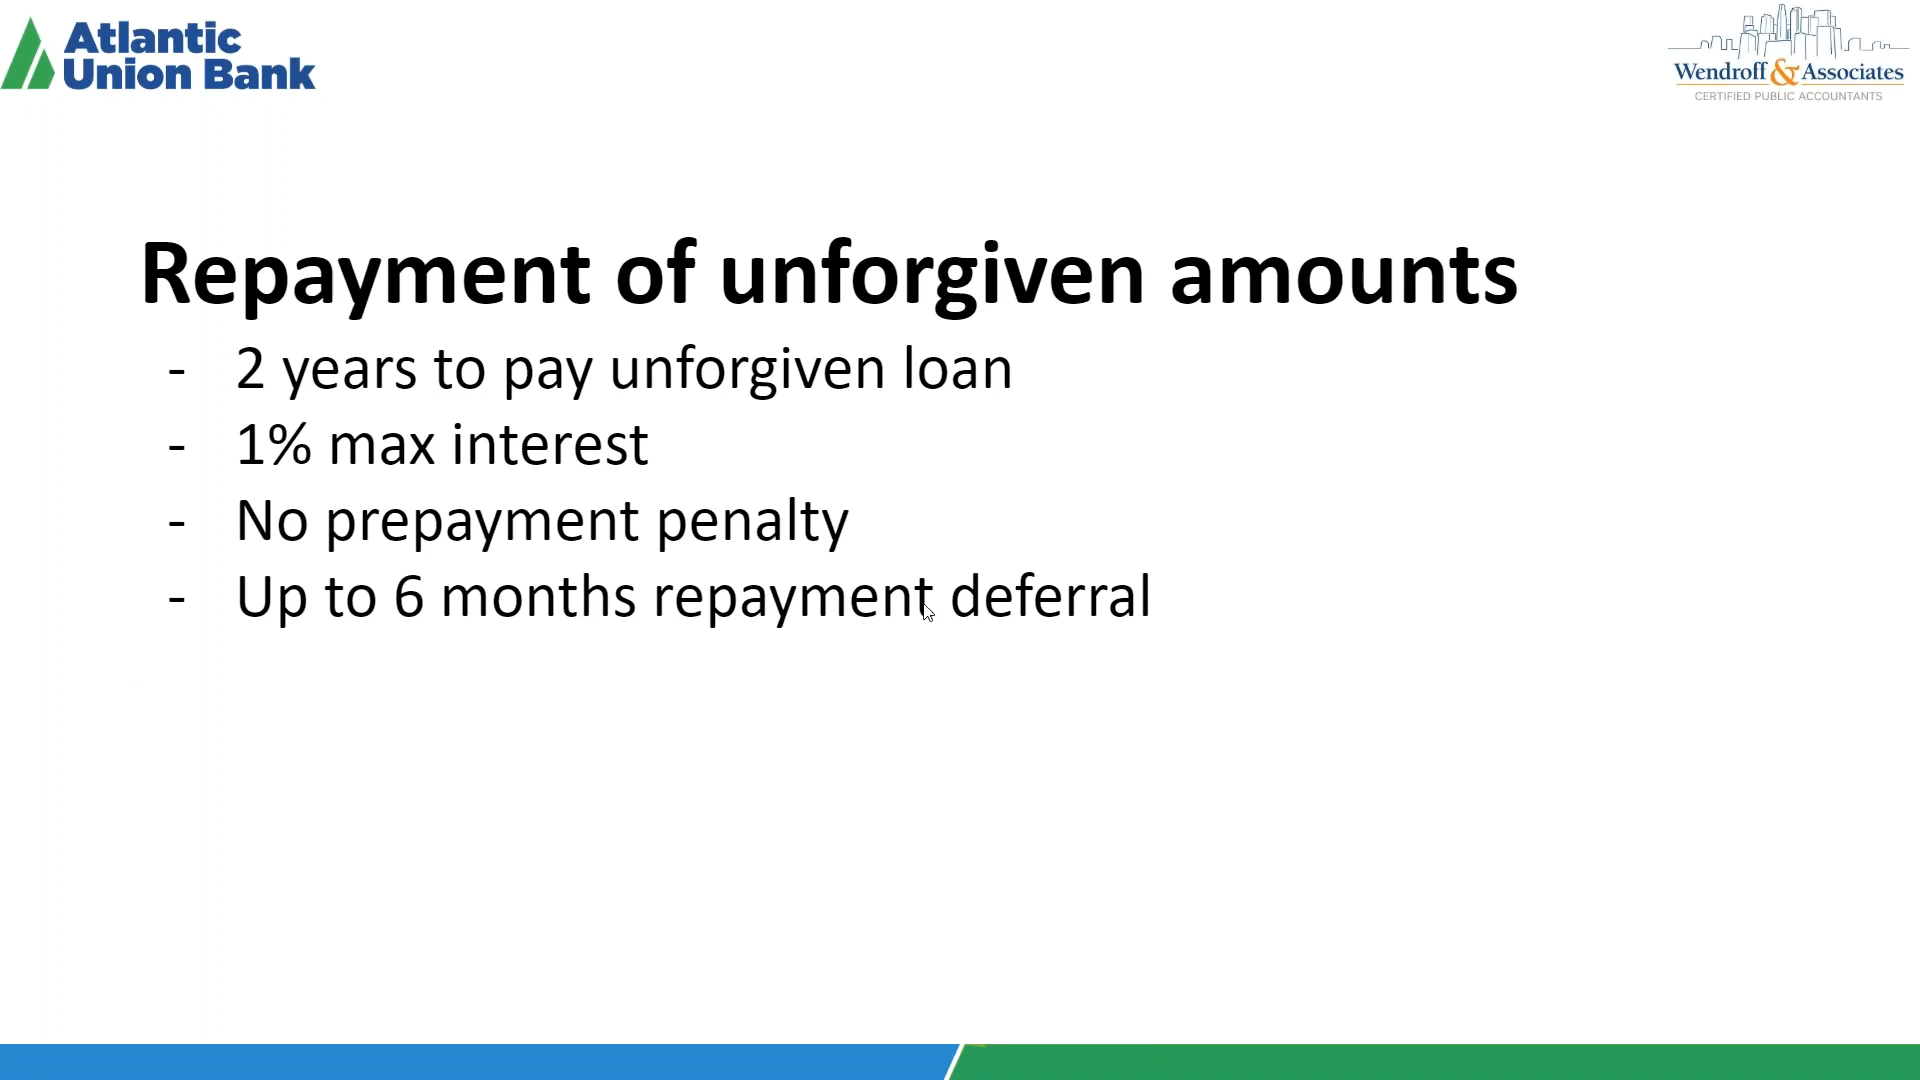 Atlantic
Union Bank
Wendroff & Associates
CERTIFIED PUBLIC ACCOUNTANTS
Repayment of unforgiven amounts
- 2 years to pay unforgiven loan
- 1% max interest
- No prepayment penalty
- Up to 6 months repayment deferral